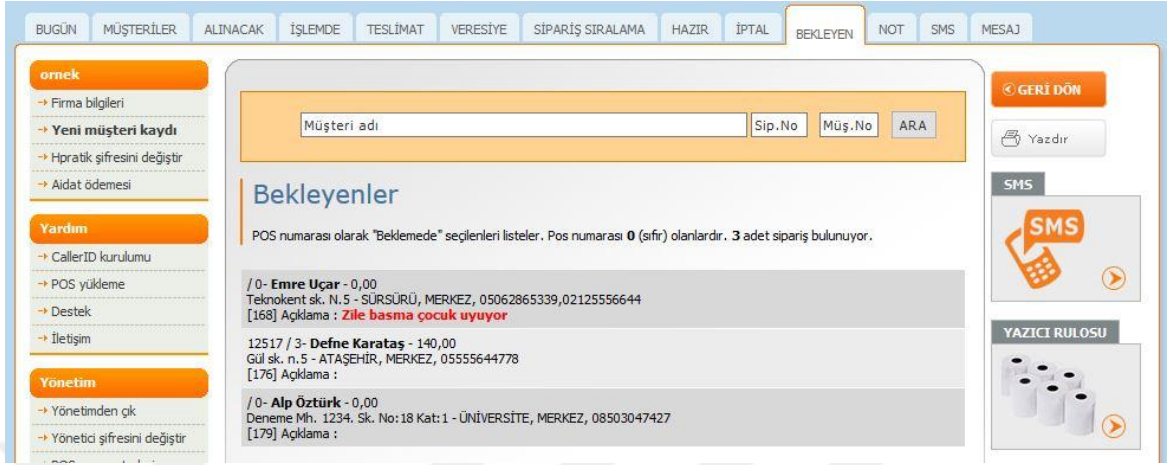 BUGÜN MÜŞTERİLER ALINACAK İŞLEMDE TESLİMAT VERESİYE SİPARİŞ SIRALAMA HAZIR İPTAL BEKLEYEN NOT SMS MESAJ
ornek
Firma bilgileri
Yeni müşteri kaydı
Hpratik şifresini değiştir
Aidat ödemesi
Yardım
CallerID kurulumu
POS yükleme
Destek
İletişim
Yönetim
Yönetimden çık
Yönetici şifresini değiştir
Müşteri adı Sip.No Müş.No ARA
Bekleyenler
POS numarası olarak "Beklemede" seçilenleri listeler. Pos numarası 0 (sıfır) olanlardır. 3 adet sipariş bulunuyor.
/ 0- Emre Uçar - 0,00
Teknokent sk. N.5 - SÜRSÜRÜ, MERKEZ, 05062865339,02125556644
[168] Açıklama : Zile basma çocuk uyuyor
12517 / 3- Defne Karataş - 140,00
Gül sk. n.5 - ATAŞEHİR, MERKEZ, 05555644778
[176] Açıklama :
/ 0- Alp Öztürk - 0,00
Deneme Mh. 1234. Sk. No:18 Kat:1 - ÜNİVERSİTE, MERKEZ, 08503047427
[179] Açıklama :
GERİ DÖN
Yazdır
SMS
SMS
YAZICI RULOSU